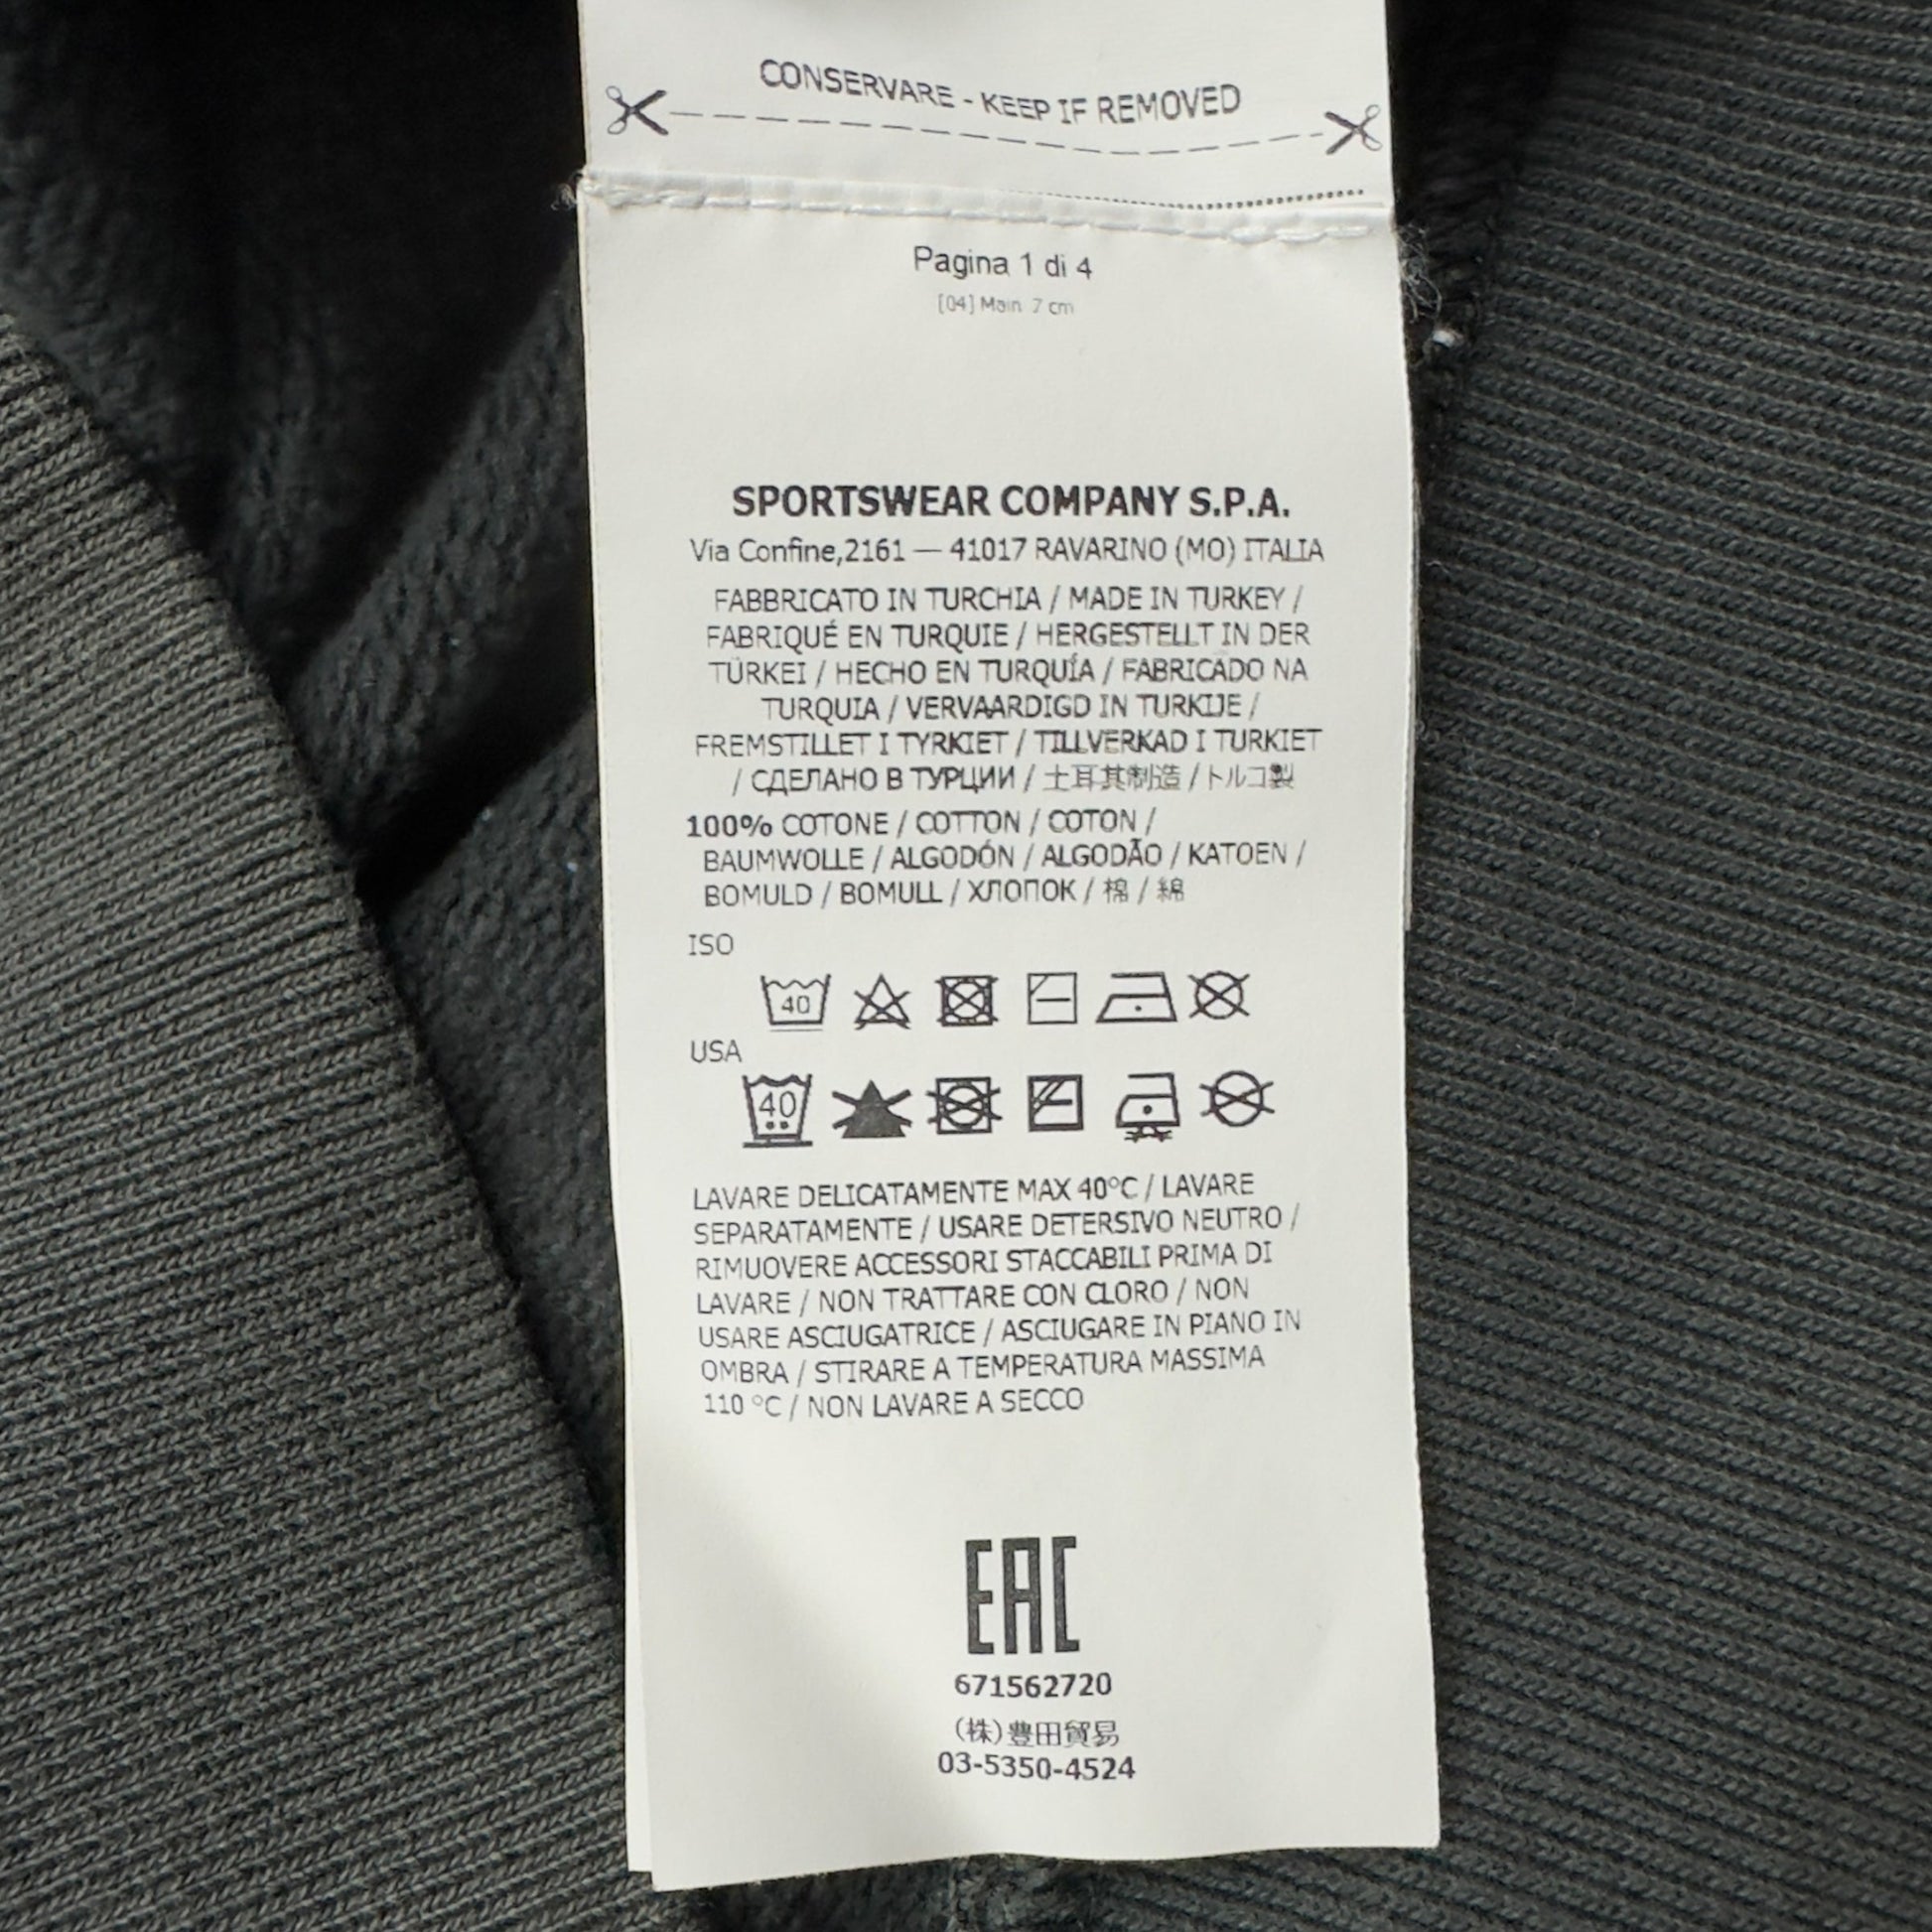 CONSERVARE - KEEP IF REMOVED
Pagina 1 di 4
[04] Main 7 cm
SPORTSWEAR COMPANY S.P.A.
Via Confine,2161 — 41017 RAVARINO (MO) ITALIA
FABBRICATO IN TURCHIA / MADE IN TURKEY /
FABRIQUÉ EN TURQUIE / HERGESTELLT IN DER
TÜRKEI / HECHO EN TURQUÍA / FABRICADO NA
TURQUIA / VERVAARDIGD IN TURKIJE /
FREMSTILLET I TYRKIET / TILLVERKAD I TURKIET
/ СДЕЛАНО В ТУРЦИИ / 土耳其制造 / トルコ製
100% COTONE / COTTON / COTON /
BAUMWOLLE / ALGODÓN / ALGODÃO / KATOEN /
BOMULD / BOMULL / ХЛОПОК / 棉 / 綿
ISO
40
USA
40
LAVARE DELICATAMENTE MAX 40°C / LAVARE
SEPARATAMENTE / USARE DETERSIVO NEUTRO /
RIMUOVERE ACCESSORI STACCABILI PRIMA DI
LAVARE / NON TRATTARE CON CLORO / NON
USARE ASCIUGATRICE / ASCIUGARE IN PIANO IN
OMBRA / STIRARE A TEMPERATURA MASSIMA
110 °C / NON LAVARE A SECCO
EAC
671562720
(株)豊田貿易
03-5350-4524